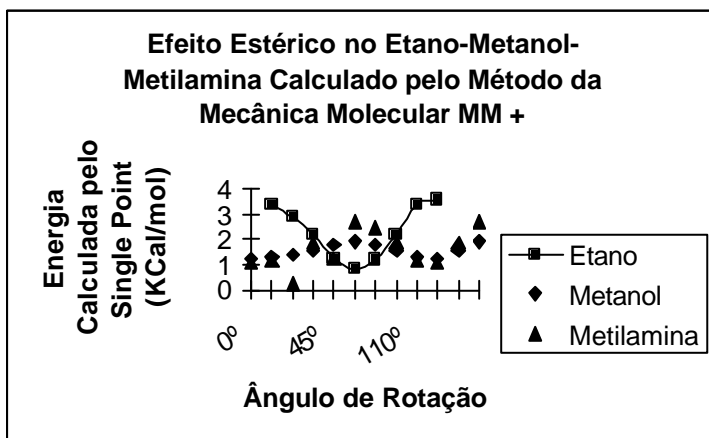 Efeito Estérico no Etano-Metanol-
Metilamina Calculado pelo Método da
Mecânica Molecular MM +
Energia
Calculada pelo
Single Point
(KCal/mol)
4
3
2
1
0
0º
45º
110º
Ângulo de Rotação
Etano
Metanol
Metilamina